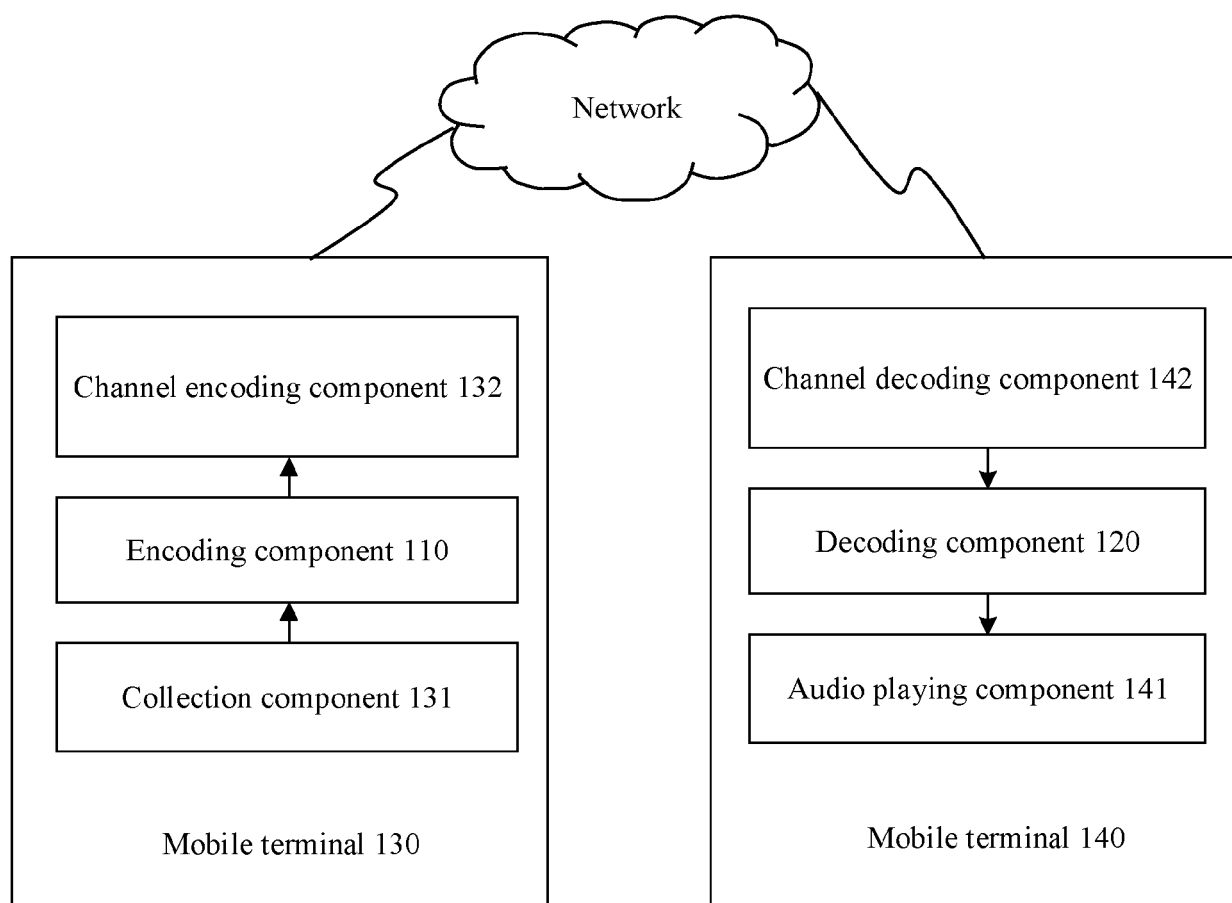 Network
Channel encoding component 132
Encoding component 110
Collection component 131
Mobile terminal 130
Channel decoding component 142
Decoding component 120
Audio playing component 141
Mobile terminal 140